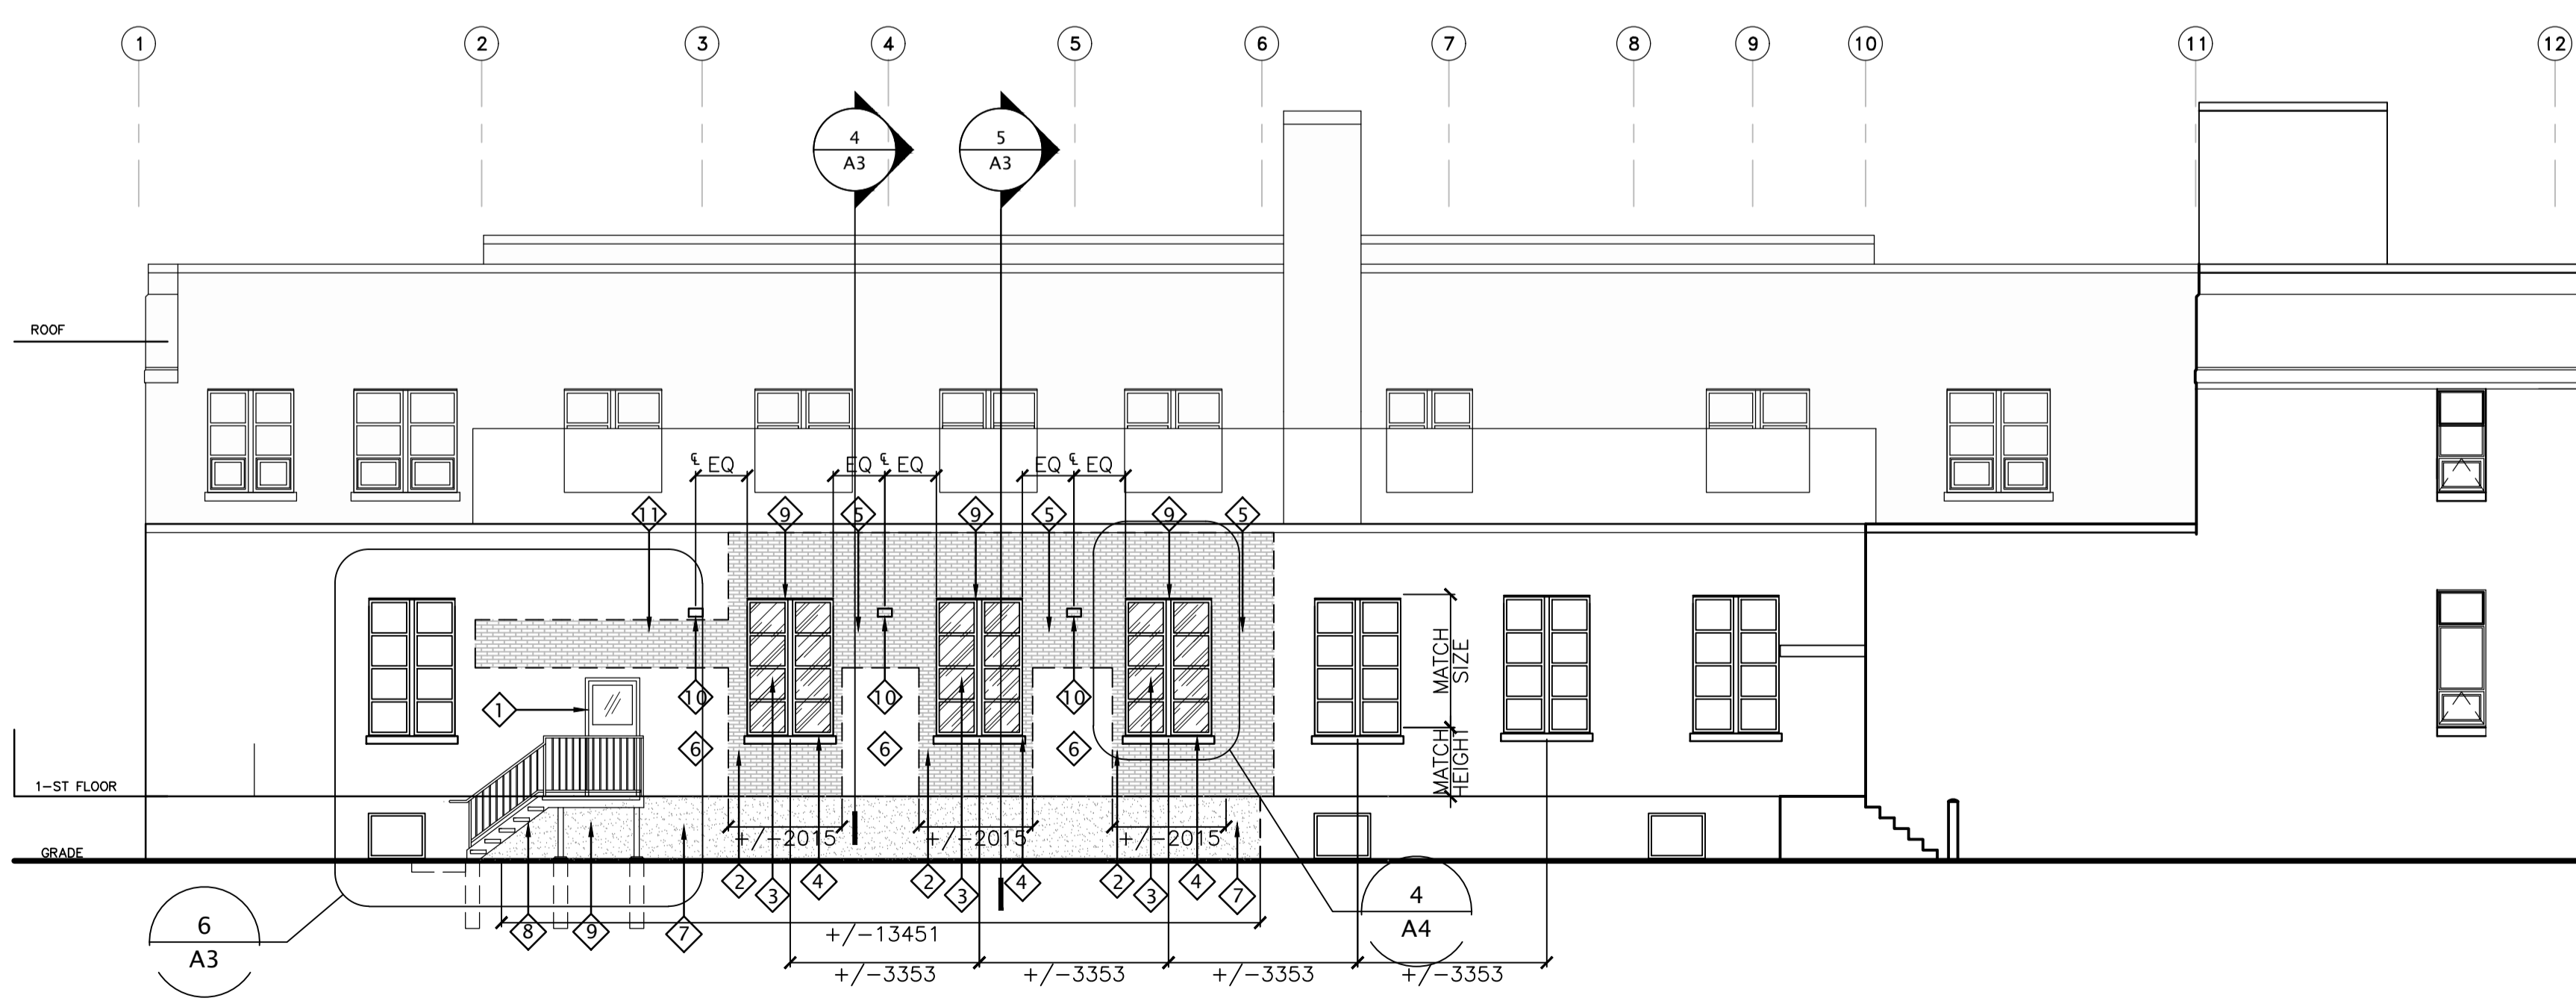 1 2 3 4 5 6 7 8 9 10 11 12
4 5
A3 A3
ROOF
℄ EQ EQ ℄ EQ EQ ℄ EQ
11 9 5 9 5 9 5
MATCH
SIZE
1 10 10 10
6 6 6
MATCH
HEIGHT
1-ST FLOOR
+/-2015 +/-2015 +/-2015
GRADE
2 3 4 2 3 4 2 3 4 7
8 9 7
6
A3
4
A4
+/-13451
+/-3353 +/-3353 +/-3353 +/-3353